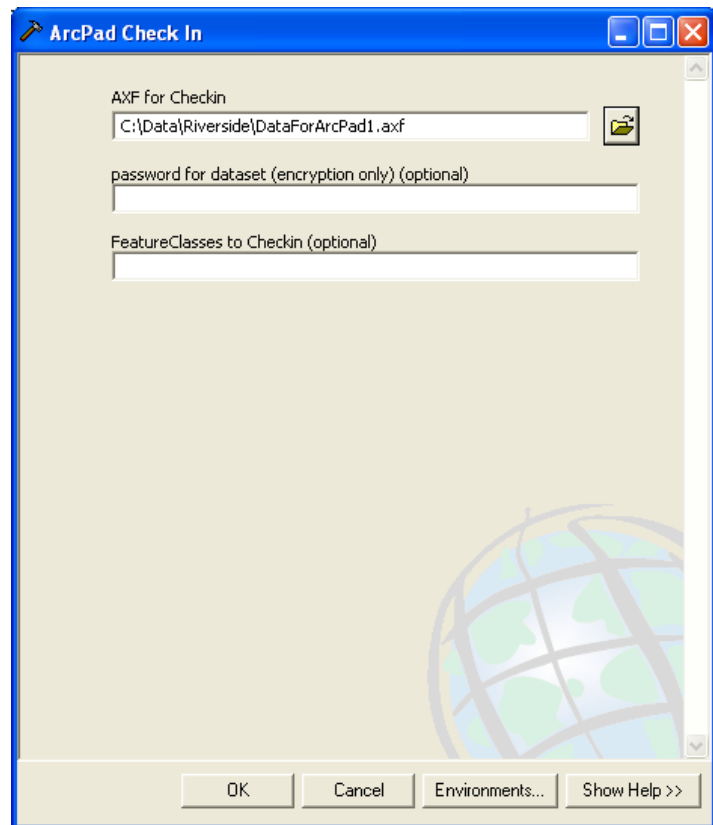 ArcPad Check In
AXF for Checkin
C:\Data\Riverside\DataForArcPad1.axf
password for dataset (encryption only) (optional)
FeatureClasses to Checkin (optional)
OK Cancel Environments... Show Help >>